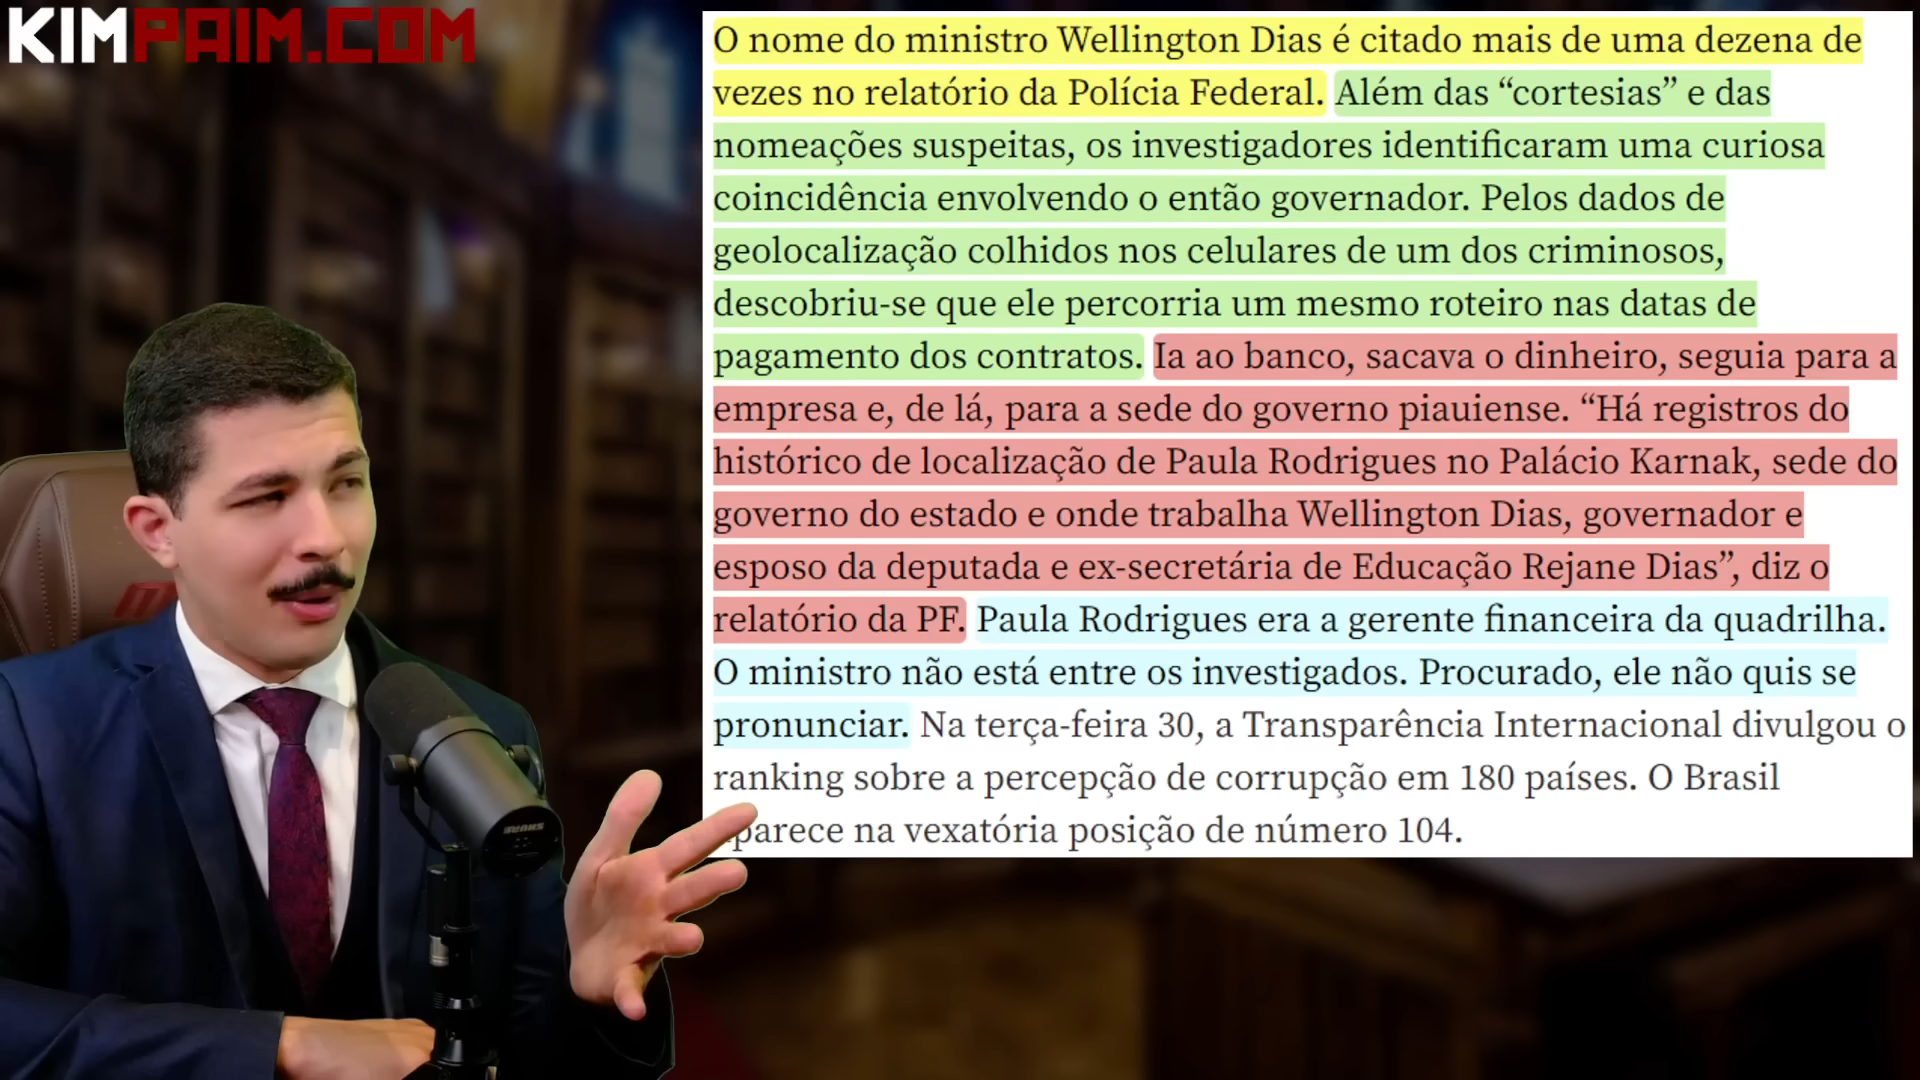 KIMPAIM.COM
O nome do ministro Wellington Dias é citado mais de uma dezena de
vezes no relatório da Polícia Federal. Além das “cortesias” e das
nomeações suspeitas, os investigadores identificaram uma curiosa
coincidência envolvendo o então governador. Pelos dados de
geolocalização colhidos nos celulares de um dos criminosos,
descobriu-se que ele percorria um mesmo roteiro nas datas de
pagamento dos contratos. Ia ao banco, sacava o dinheiro, seguia para a
empresa e, de lá, para a sede do governo piauiense. “Há registros do
histórico de localização de Paula Rodrigues no Palácio Karnak, sede do
governo do estado e onde trabalha Wellington Dias, governador e
esposo da deputada e ex-secretária de Educação Rejane Dias”, diz o
relatório da PF. Paula Rodrigues era a gerente financeira da quadrilha.
O ministro não está entre os investigados. Procurado, ele não quis se
pronunciar. Na terça-feira 30, a Transparência Internacional divulgou o
ranking sobre a percepção de corrupção em 180 países. O Brasil
aparece na vexatória posição de número 104.
SHURE